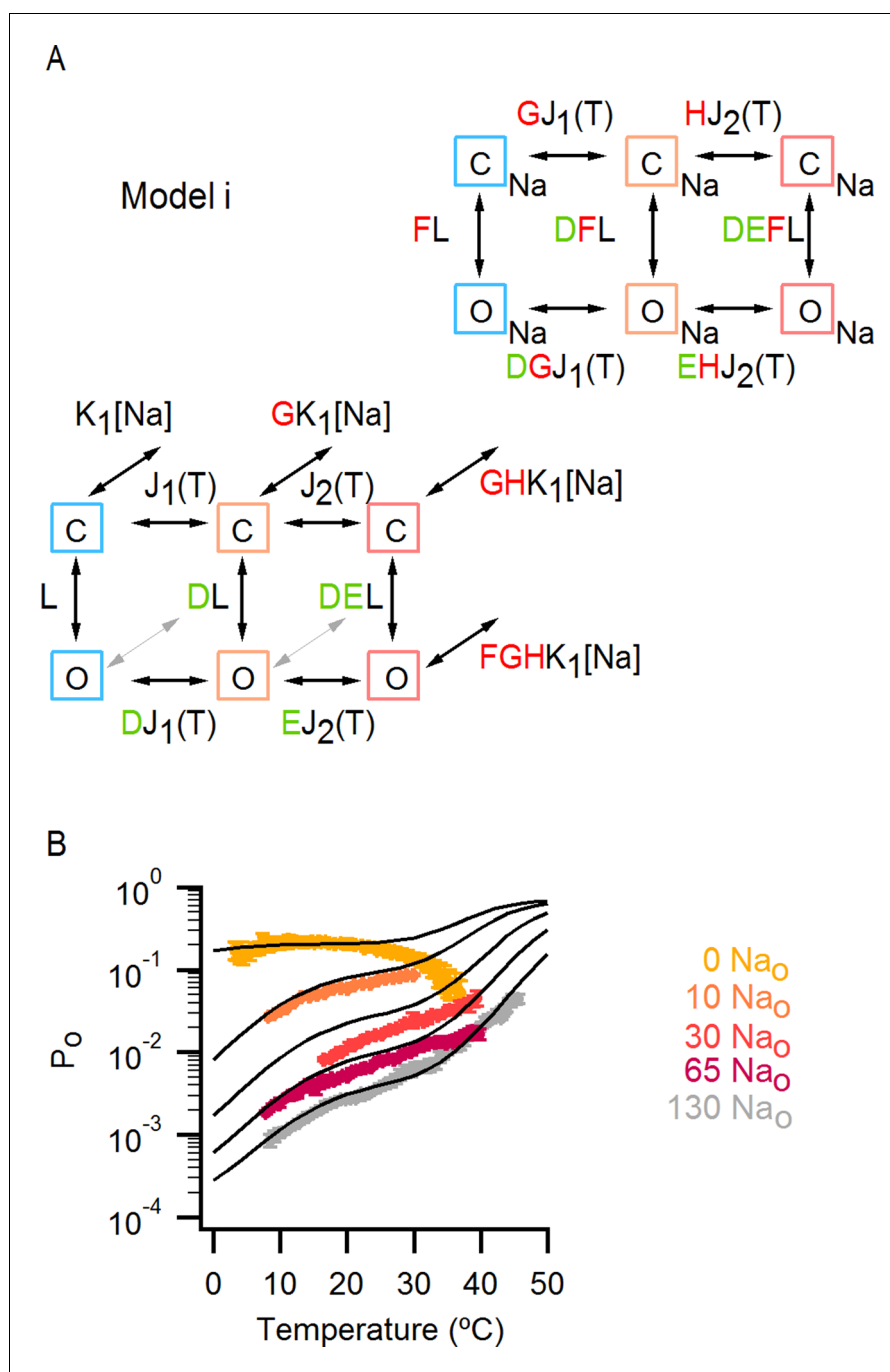 A
GJ1(T) HJ2(T)
C Na C Na C Na
Model i
FL DFL DEFL
O Na O Na O Na
DGJ1(T) EHJ2(T)
K1[Na] GK1[Na]
J1(T) J2(T) GHK1[Na]
C C C
L DL DEL
O O O FGHK1[Na]
DJ1(T) EJ2(T)
B
10^0
10^-1
10^-2
10^-3
10^-4
Po
0 10 20 30 40 50
Temperature (ºC)
0 Nao
10 Nao
30 Nao
65 Nao
130 Nao